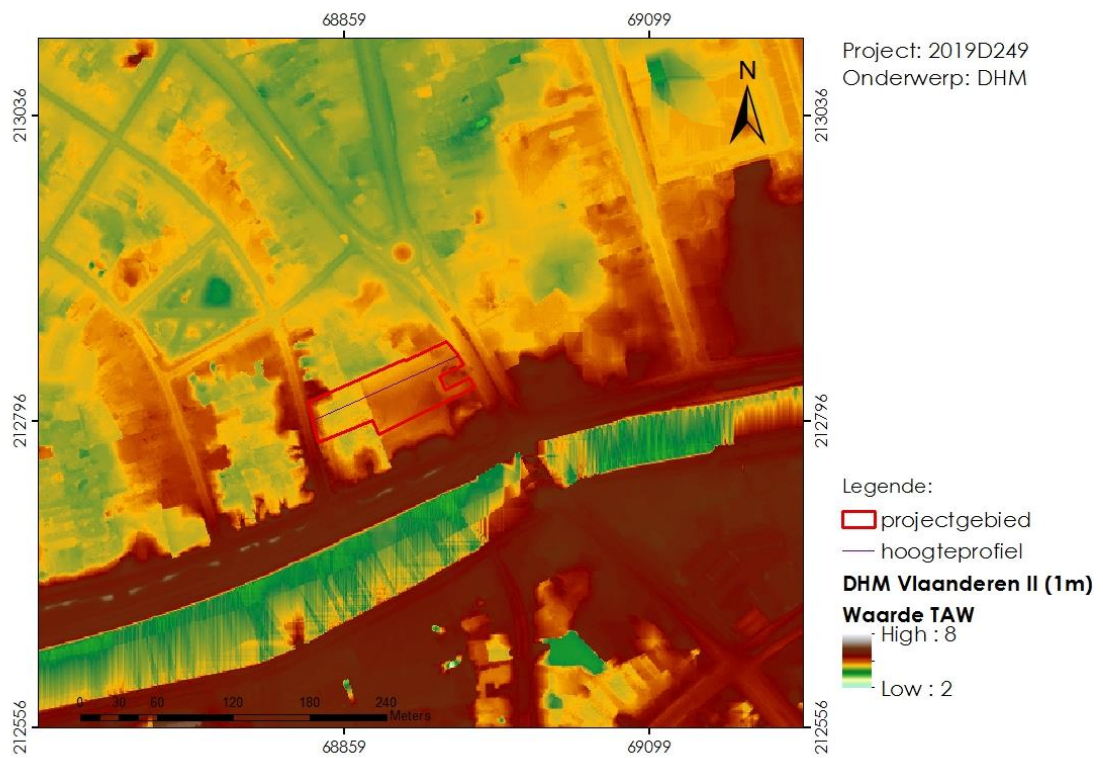 68859
69099
Project: 2019D249
Onderwerp: DHM
N
213036
213036
212796
212796
Legende:
projectgebied
hoogteprofiel
DHM Vlaanderen II (1m)
Waarde TAW
High : 8
Low : 2
0 30 60 120 180 240
Meters
212556
212556
68859
69099